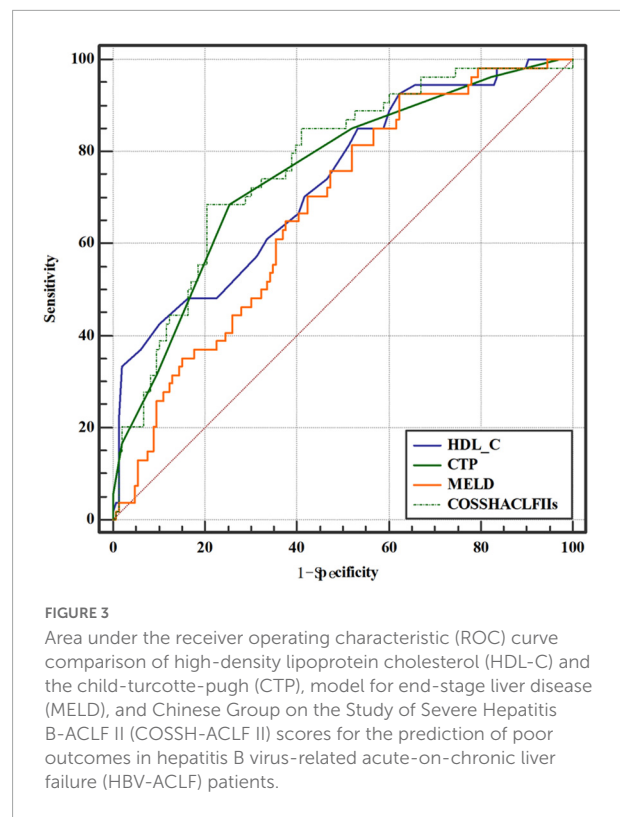 100
80
60
40
20
0
Sensitivity
0
20
40
60
80
100
1-Specificity
HDL_C
CTP
MELD
COSSHACLFIIs
FIGURE 3
Area under the receiver operating characteristic (ROC) curve
comparison of high-density lipoprotein cholesterol (HDL-C) and
the child-turcotte-pugh (CTP), model for end-stage liver disease
(MELD), and Chinese Group on the Study of Severe Hepatitis
B-ACLF II (COSSH-ACLF II) scores for the prediction of poor
outcomes in hepatitis B virus-related acute-on-chronic liver
failure (HBV-ACLF) patients.